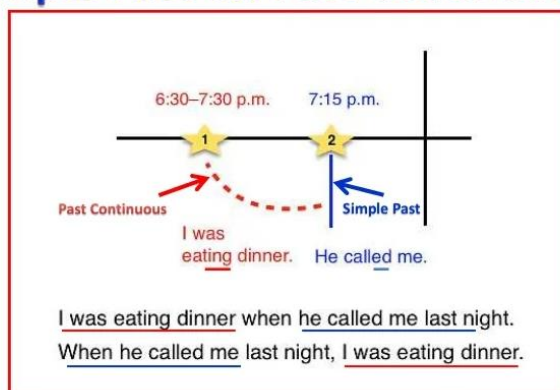 6:30–7:30 p.m. 7:15 p.m.
1 2
Past Continuous Simple Past
I was
eating dinner. He called me.
I was eating dinner when he called me last night.
When he called me last night, I was eating dinner.